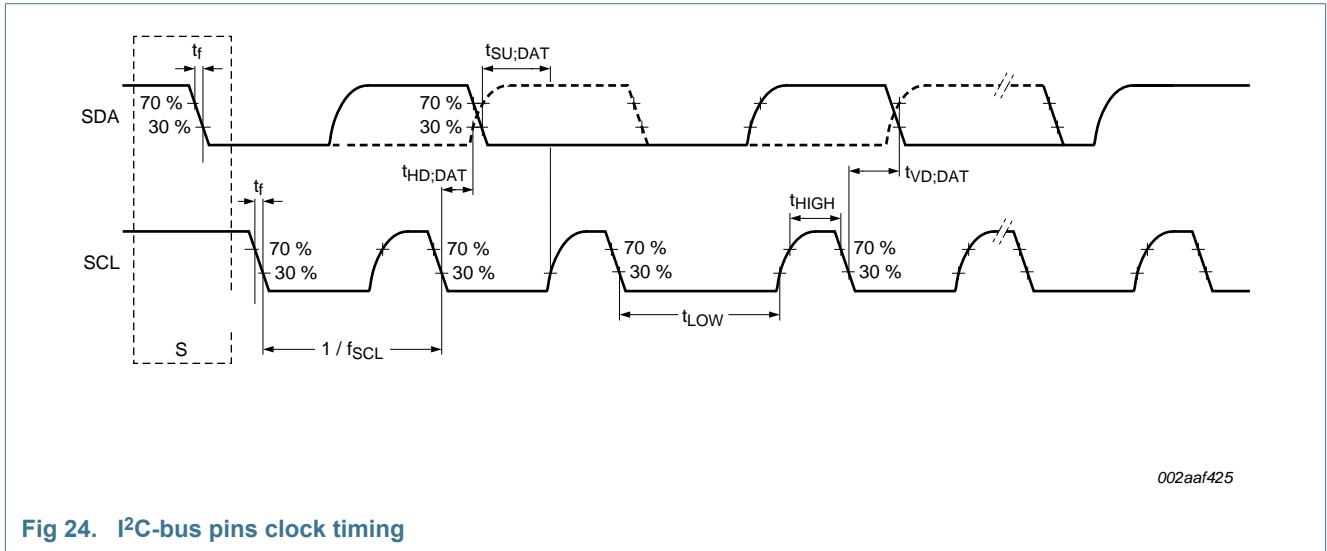 tf
tSU;DAT
70 %
30 %
SDA
70 %
30 %
tHD;DAT
tVD;DAT
tf
tHIGH
SCL
70 %
30 %
70 %
30 %
70 %
30 %
70 %
30 %
tLOW
S
1 / fSCL
002aaf425
Fig 24. I²C-bus pins clock timing